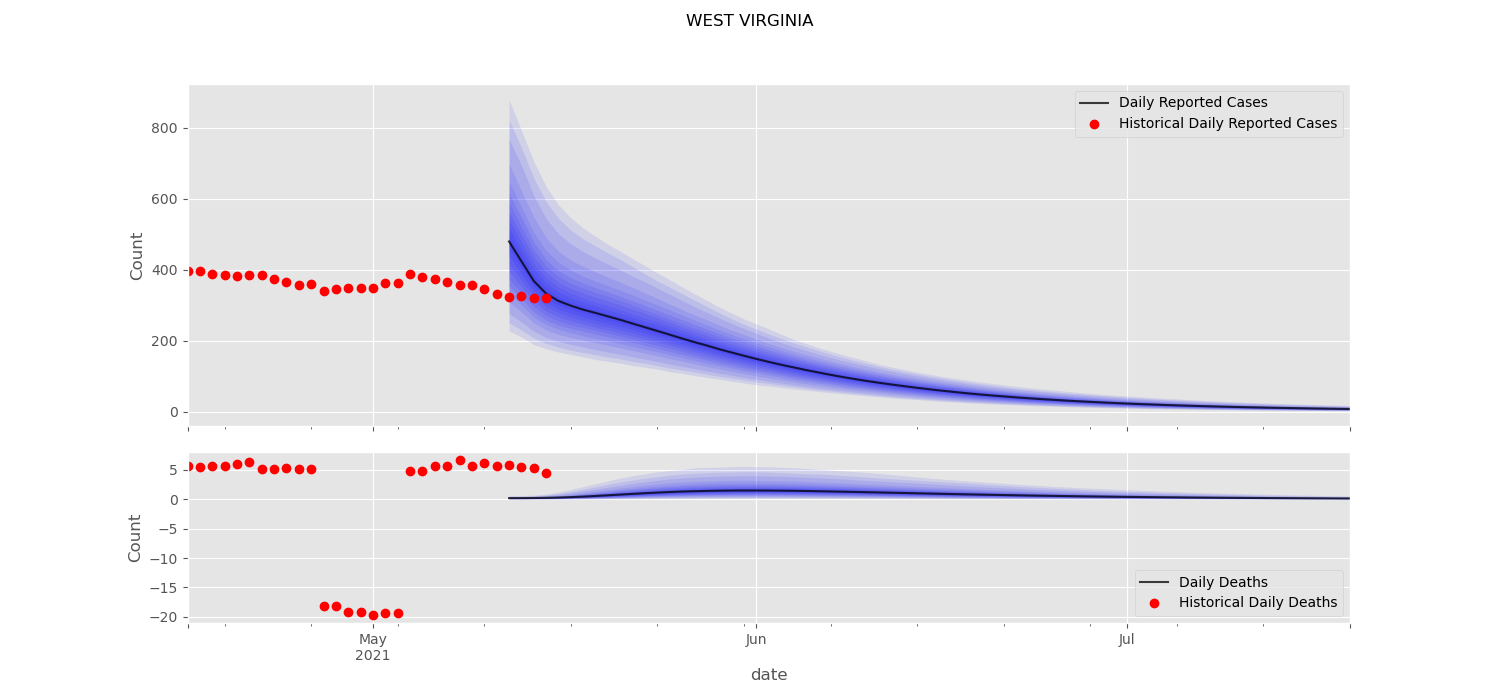 WEST VIRGINIA
Daily Reported Cases
Historical Daily Reported Cases
Count
800
600
400
200
0
Daily Deaths
Historical Daily Deaths
Count
5
0
−5
−10
−15
−20
May
2021
Jun
Jul
date